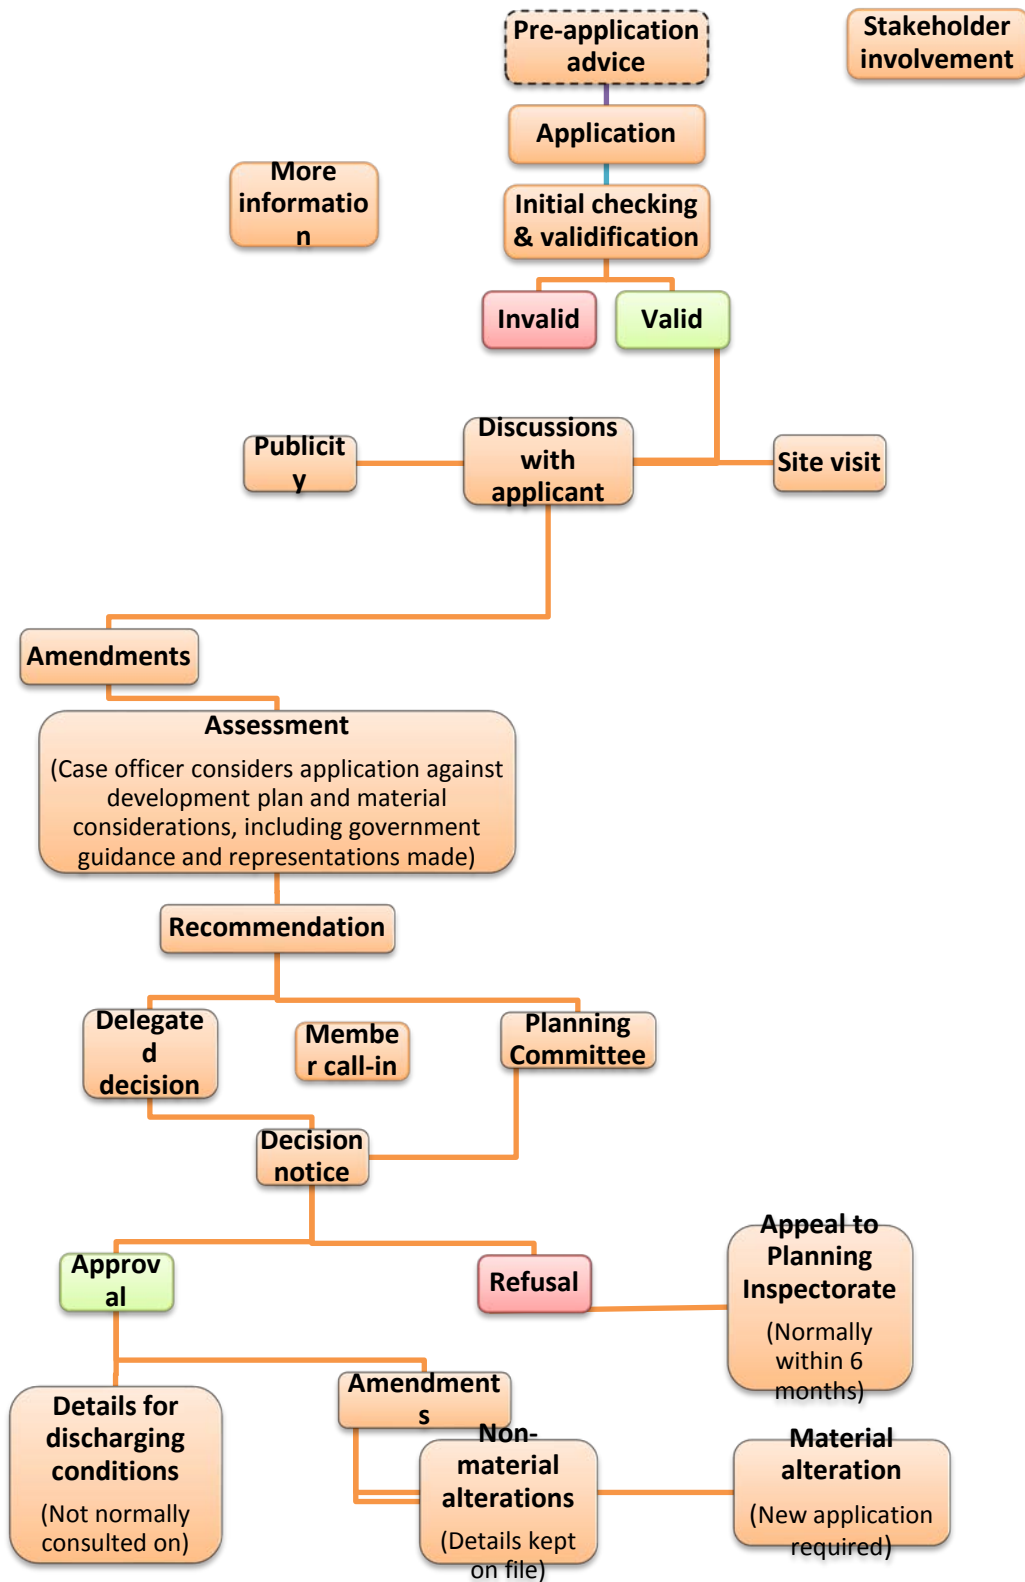 Pre-application
advice
Stakeholder
involvement
Application
More
informatio
n
Initial checking
& validification
Invalid
Valid
Publicit
y
Discussions
with
applicant
Site visit
Amendments
Assessment
(Case officer considers application against
development plan and material
considerations, including government
guidance and representations made)
Recommendation
Delegate
d
decision
Membe
r call-in
Planning
Committee
Decision
notice
Approv
al
Refusal
Appeal to
Planning
Inspectorate
(Normally
within 6
months)
Details for
discharging
conditions
(Not normally
consulted on)
Amendment
s
Non-
material
alterations
(Details kept
on file)
Material
alteration
(New application
required)